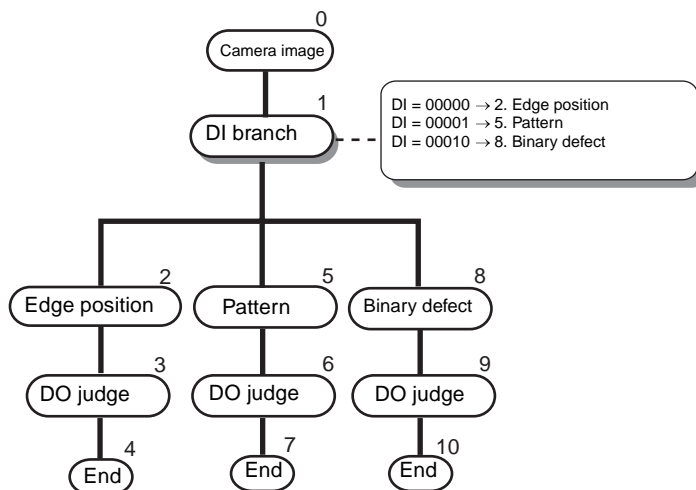 0
Camera image
1
DI branch
DI = 00000 → 2. Edge position
DI = 00001 → 5. Pattern
DI = 00010 → 8. Binary defect
2
Edge position
5
Pattern
8
Binary defect
3
DO judge
6
DO judge
9
DO judge
4
End
7
End
10
End